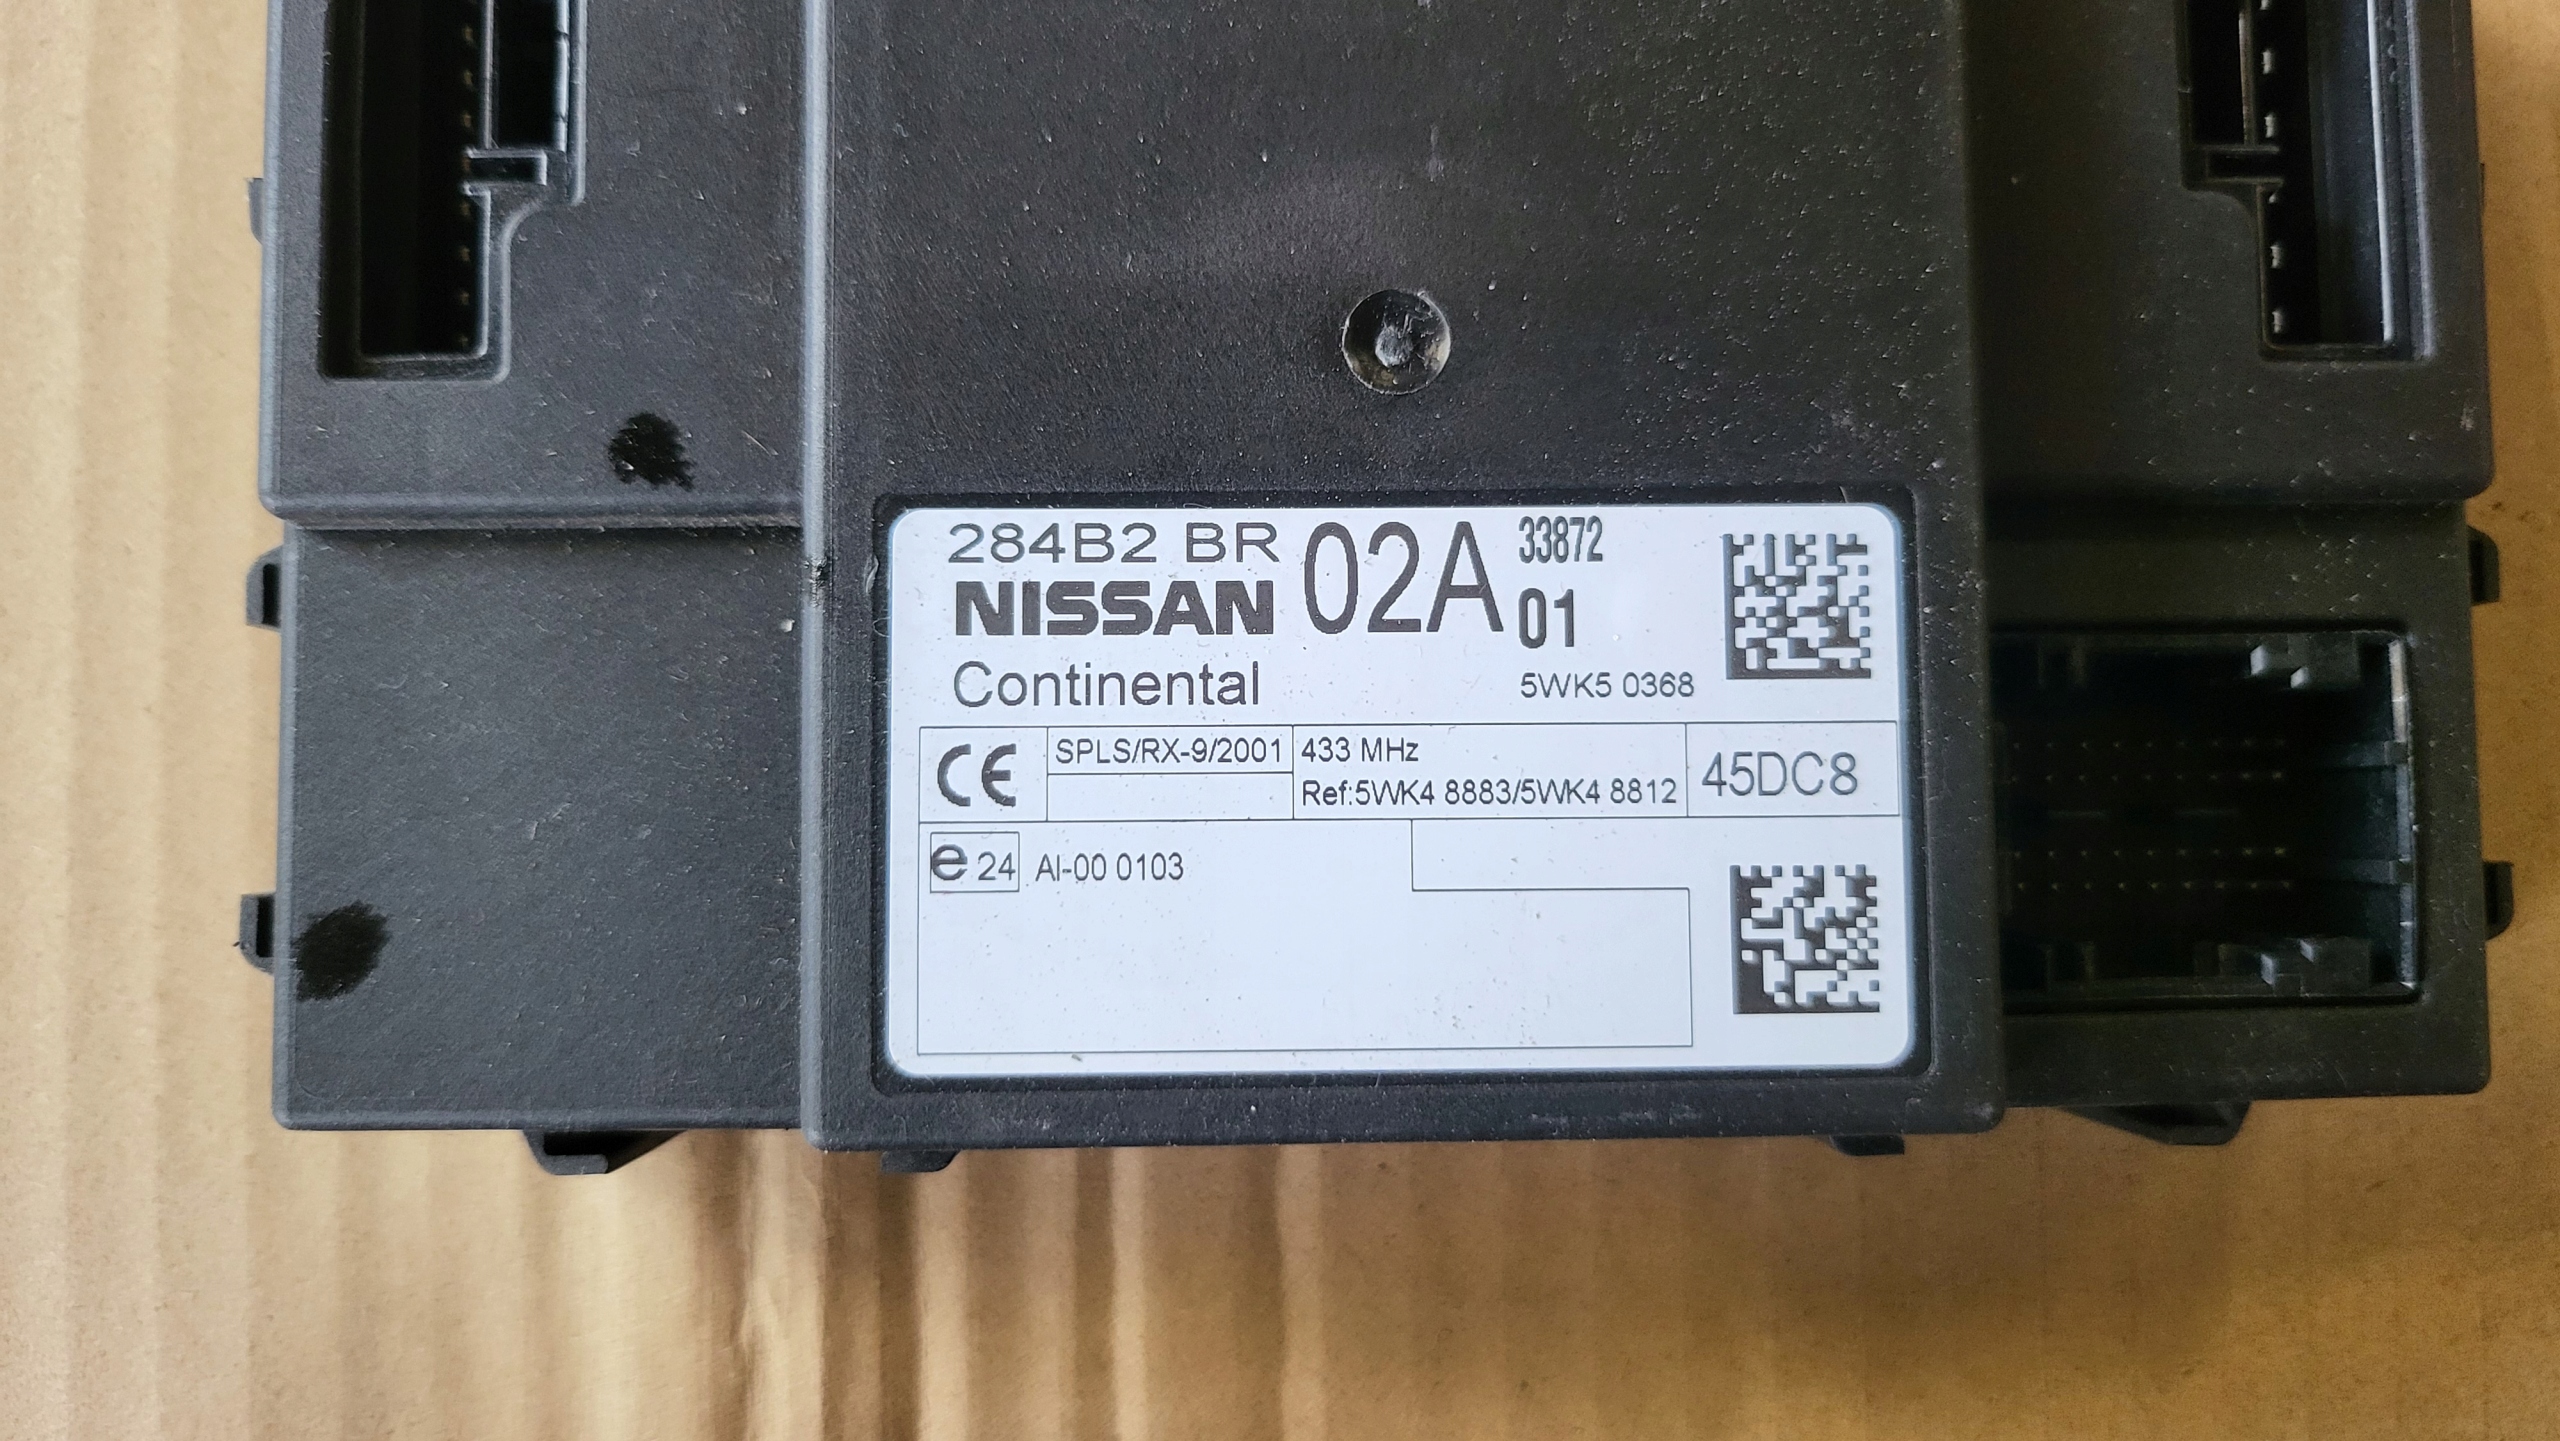 284B2 BR 02A 33872
NISSAN 01
Continental 5WK5 0368
CE SPLS/RX-9/2001 433 MHz 45DC8
Ref:5WK4 8883/5WK4 8812
e 24 AI-00 0103